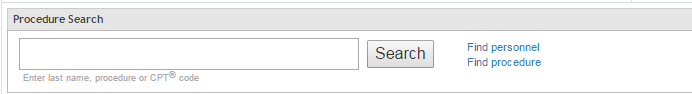 Procedure Search
Search
Find personnel
Find procedure
Enter last name, procedure or CPT® code